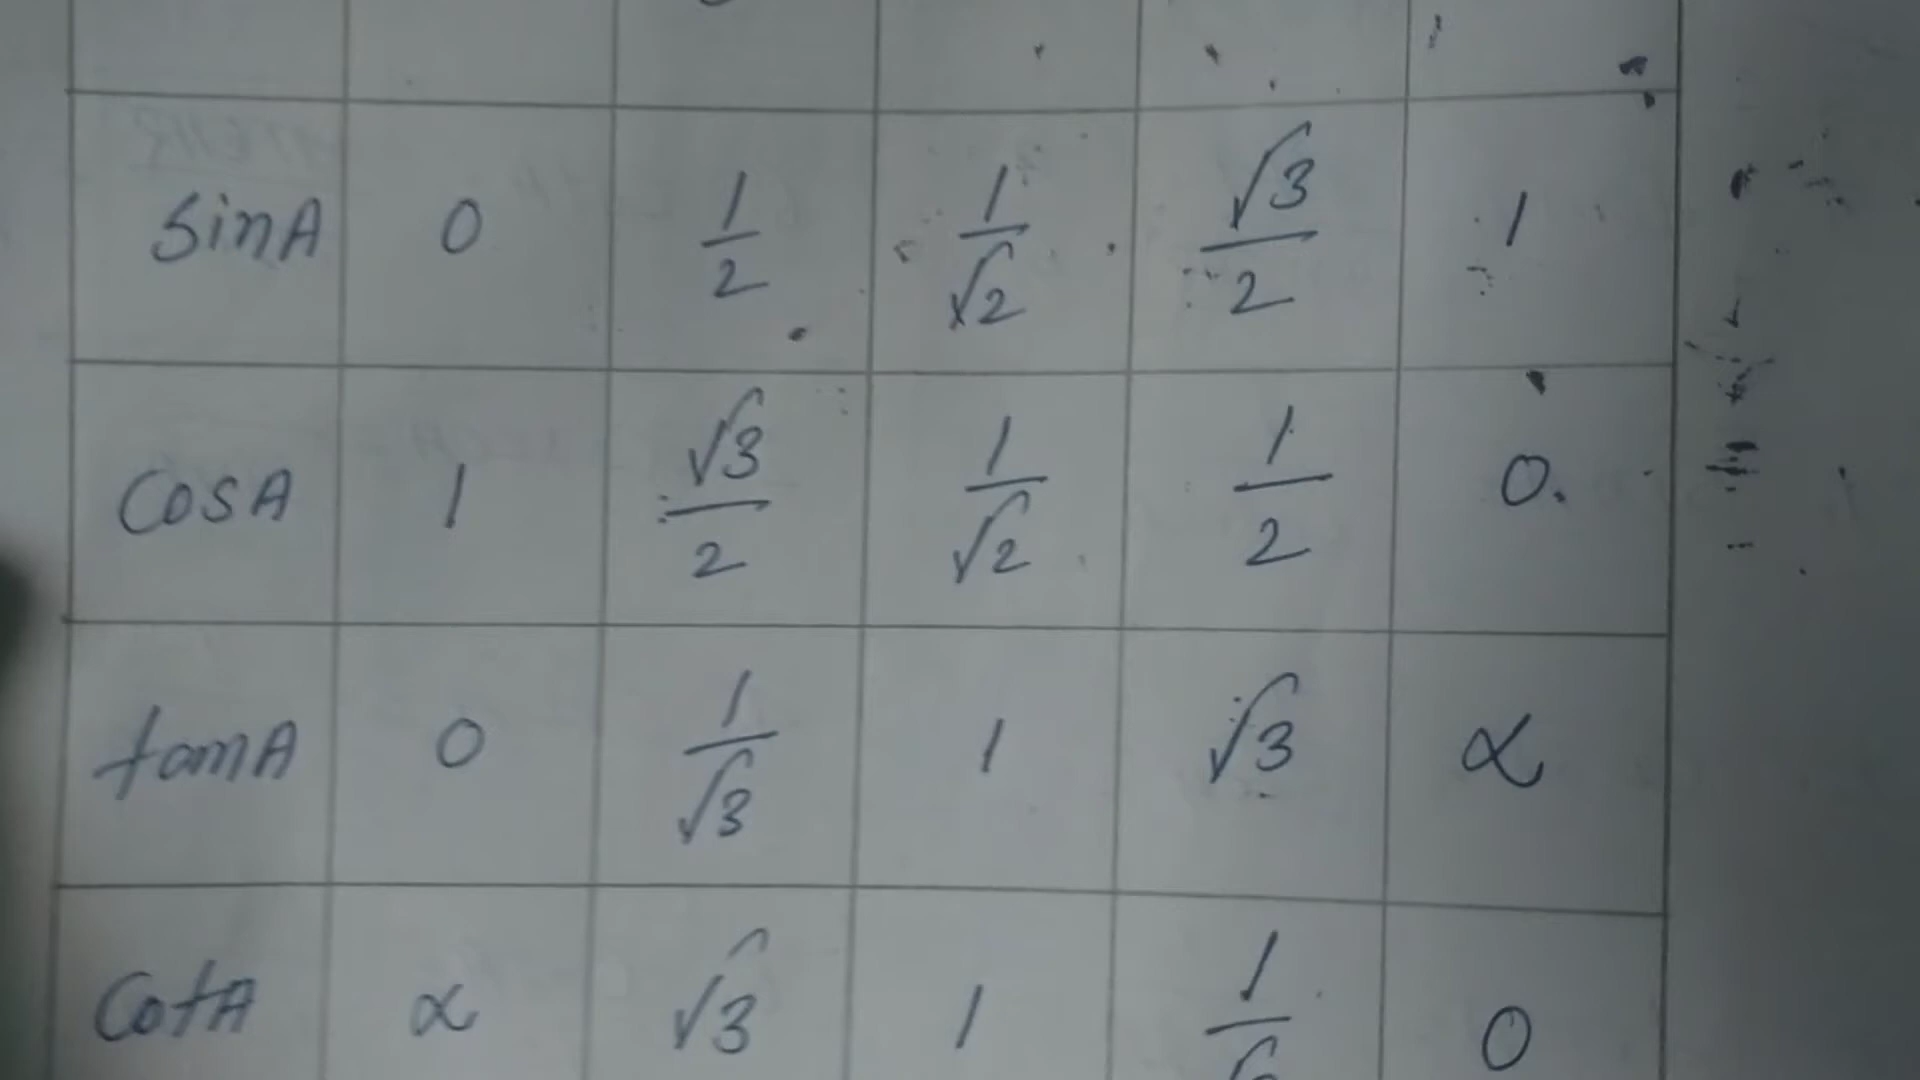 sinA 0 1/2 1/√2 √3/2 1
cosA 1 √3/2 1/√2 1/2 0
tanA 0 1/√3 1 √3 α
cotA α √3 1 1/√ 0